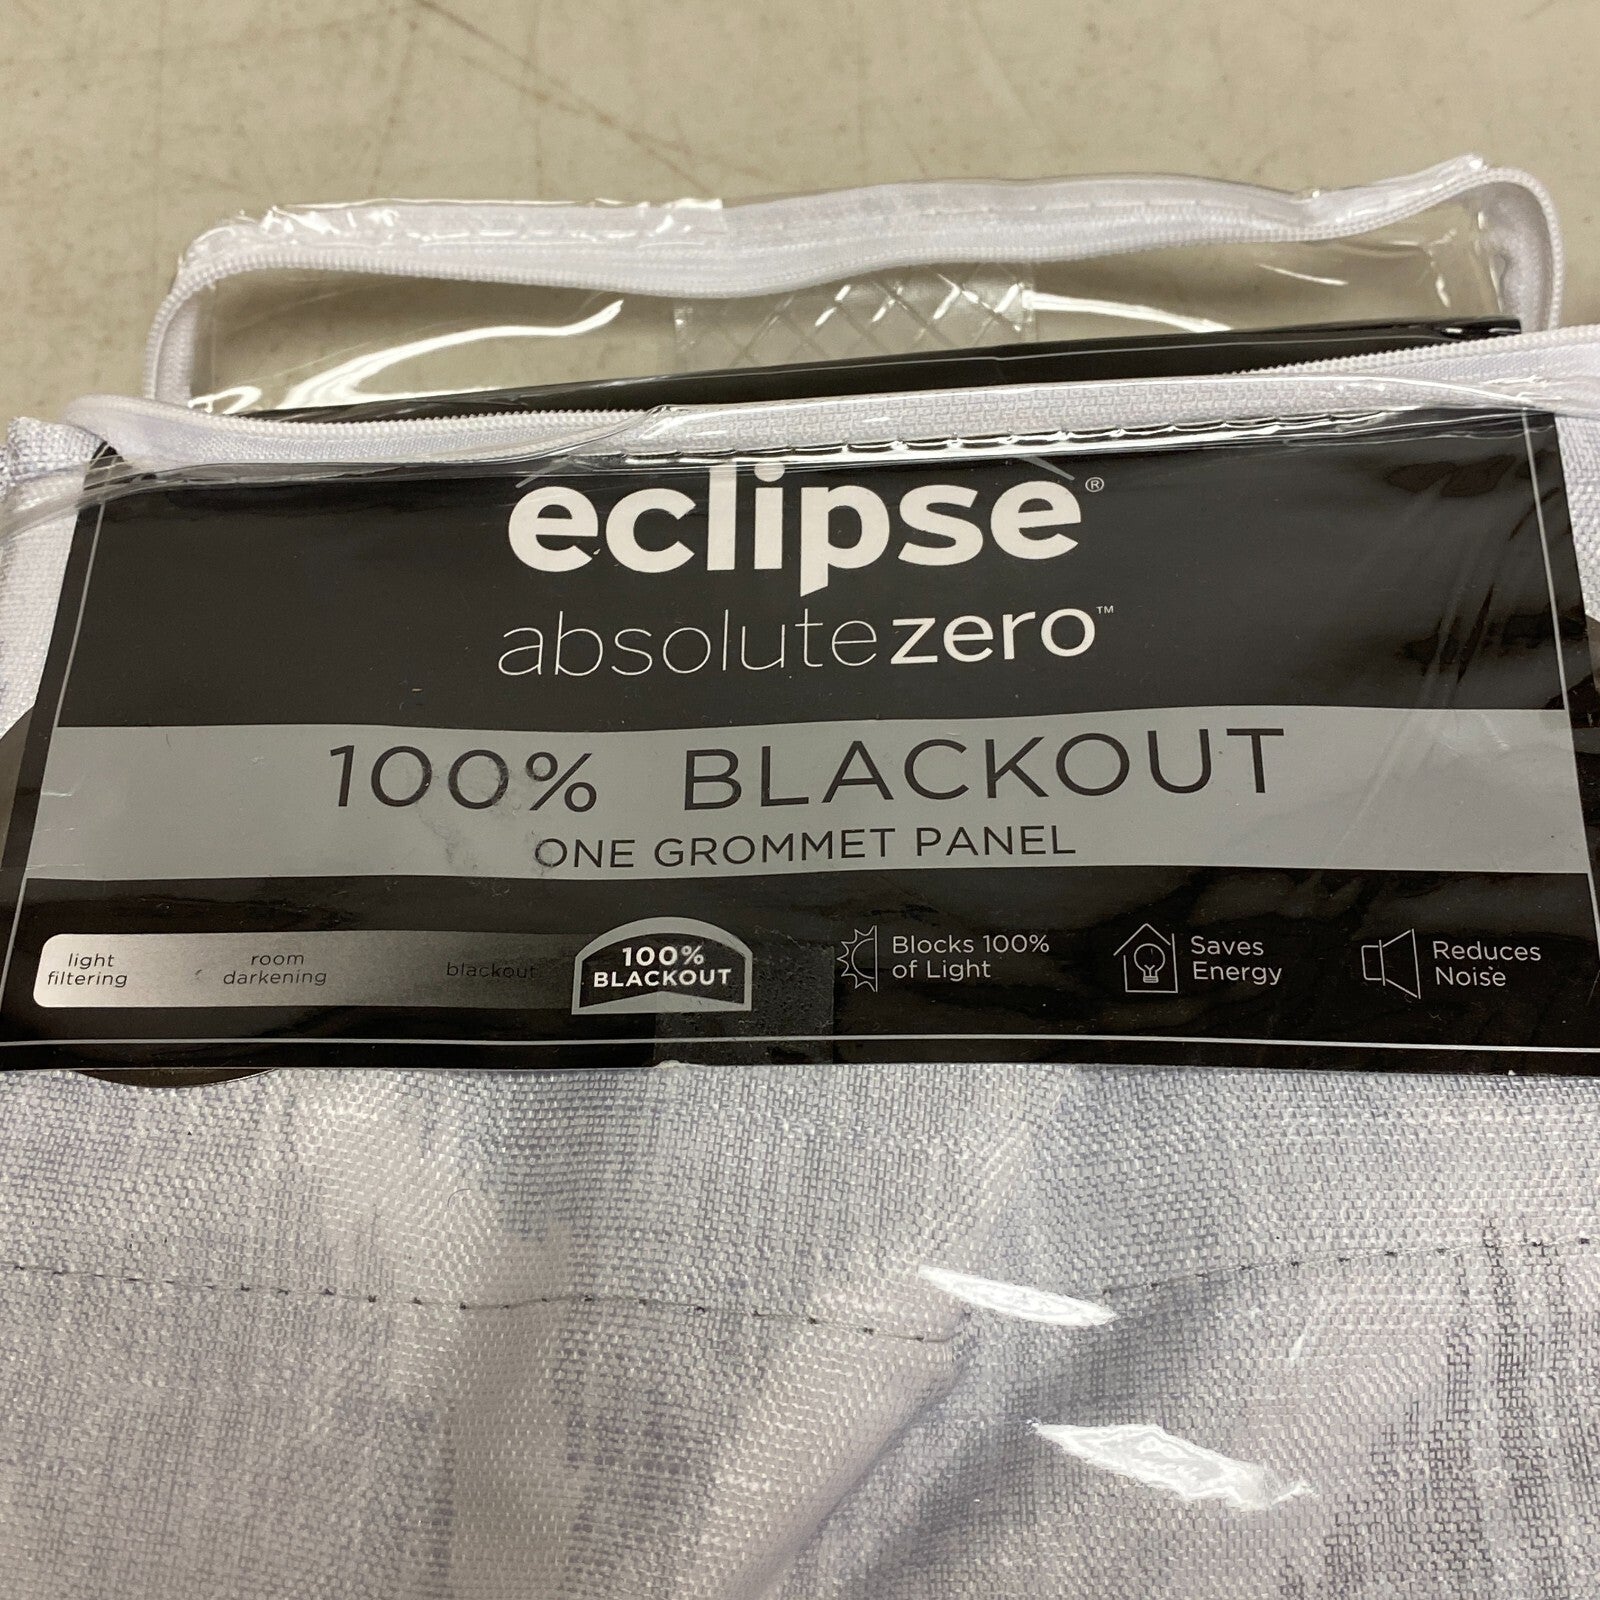 eclipse®
absolutezero™
100% BLACKOUT
ONE GROMMET PANEL
light
filtering
room
darkening
blackout
100%
BLACKOUT
Blocks 100%
of Light
Saves
Energy
Reduces
Noise